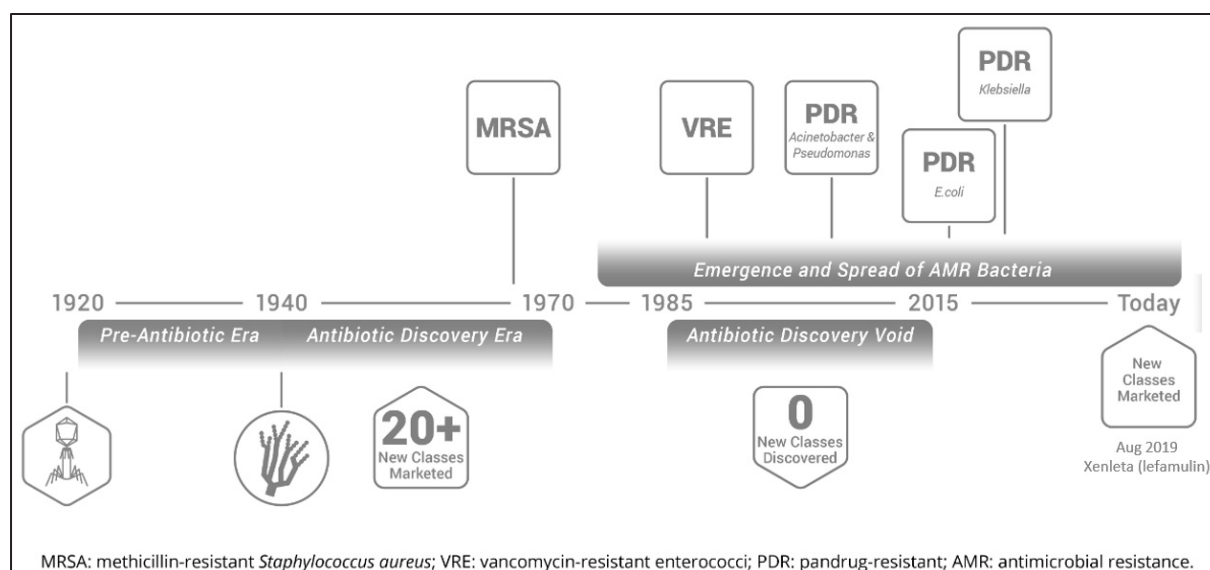 PDR
Klebsiella
MRSA
VRE
PDR
Acinetobacter &
Pseudomonas
PDR
E.coli
Emergence and Spread of AMR Bacteria
1920
1940
1970
1985
2015
Today
Pre-Antibiotic Era
Antibiotic Discovery Era
Antibiotic Discovery Void
20+
New Classes
Marketed
0
New Classes
Discovered
New
Classes
Marketed
Aug 2019
Xenleta (lefamulin)
MRSA: methicillin-resistant Staphylococcus aureus; VRE: vancomycin-resistant enterococci; PDR: pandrug-resistant; AMR: antimicrobial resistance.